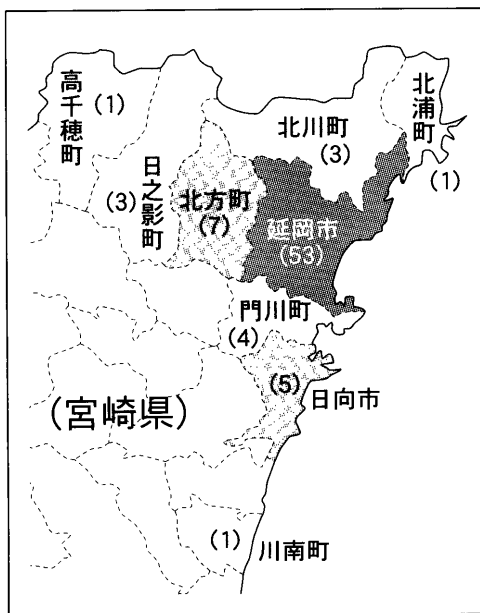 高千穂町
(1)
北浦町
(1)
北川町
(3)
日之影町
(3)
北方町
(7)
延岡市
(53)
門川町
(4)
(5)
日向市
(宮崎県)
(1)
川南町